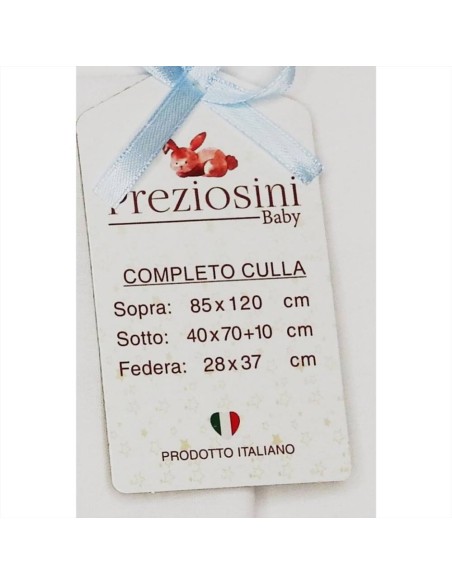 Preziosini
Baby
COMPLETO CULLA
Sopra: 85x120 cm
Sotto: 40x70+10 cm
Federa: 28x37 cm
PRODOTTO ITALIANO